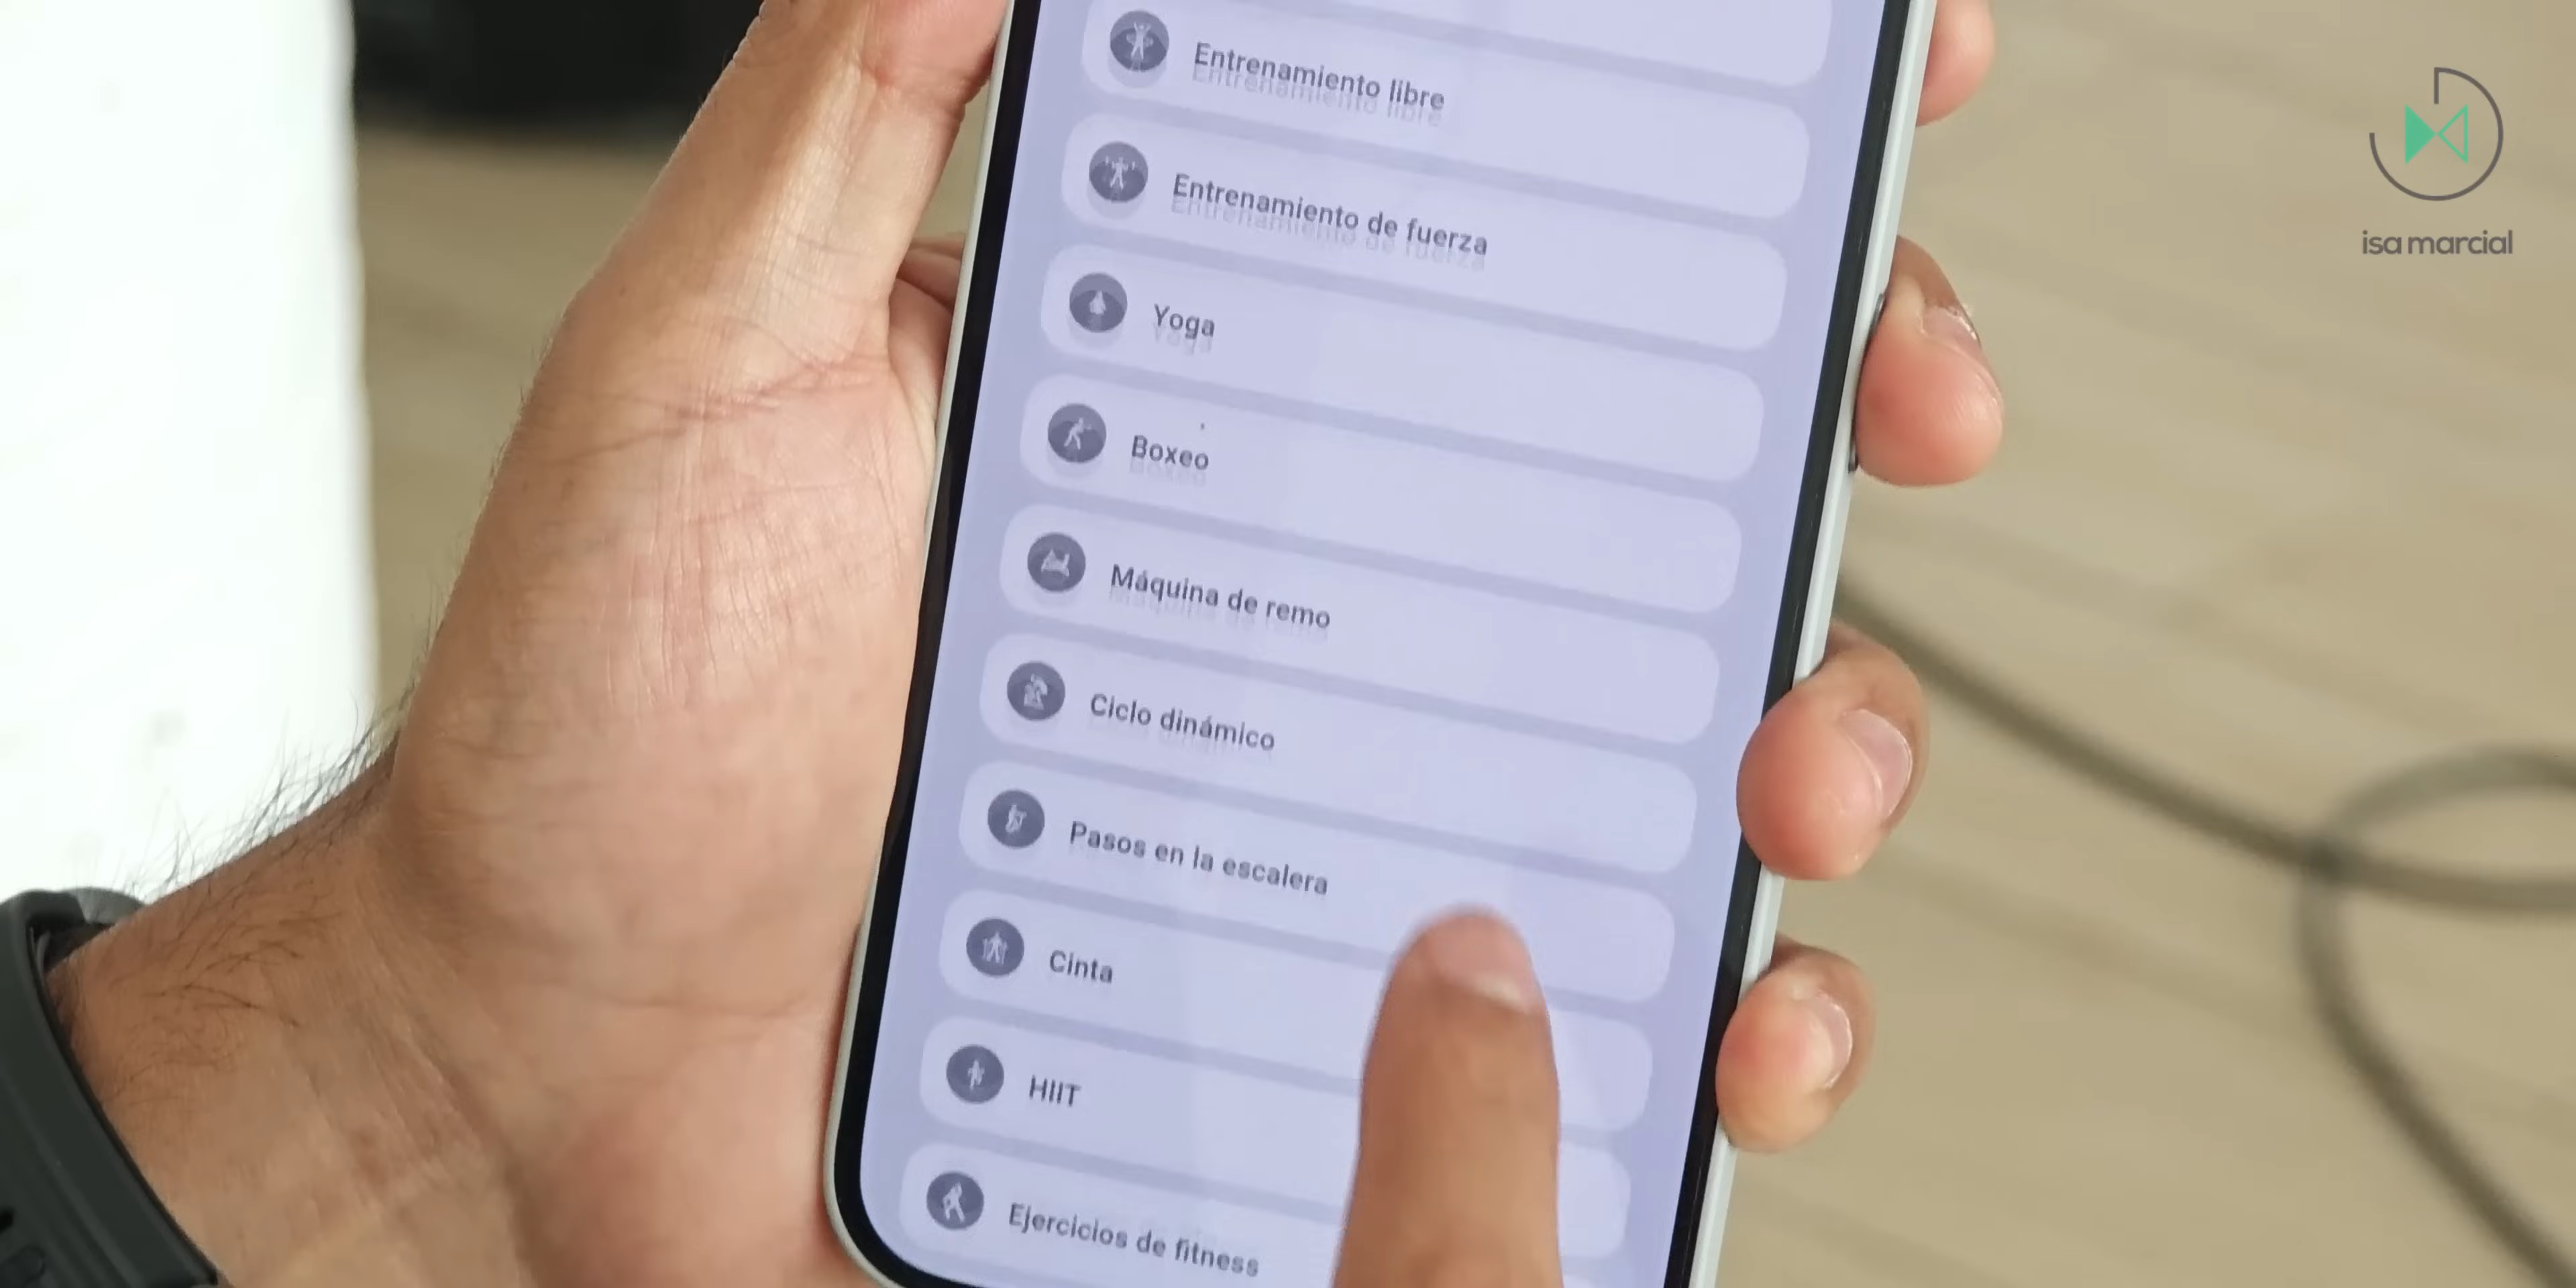 Entrenamiento libre
Entrenamiento de fuerza
Yoga
Boxeo
Máquina de remo
Ciclo dinámico
Pasos en la escalera
Cinta
HIIT
Ejercicios de fitness
isa marcial